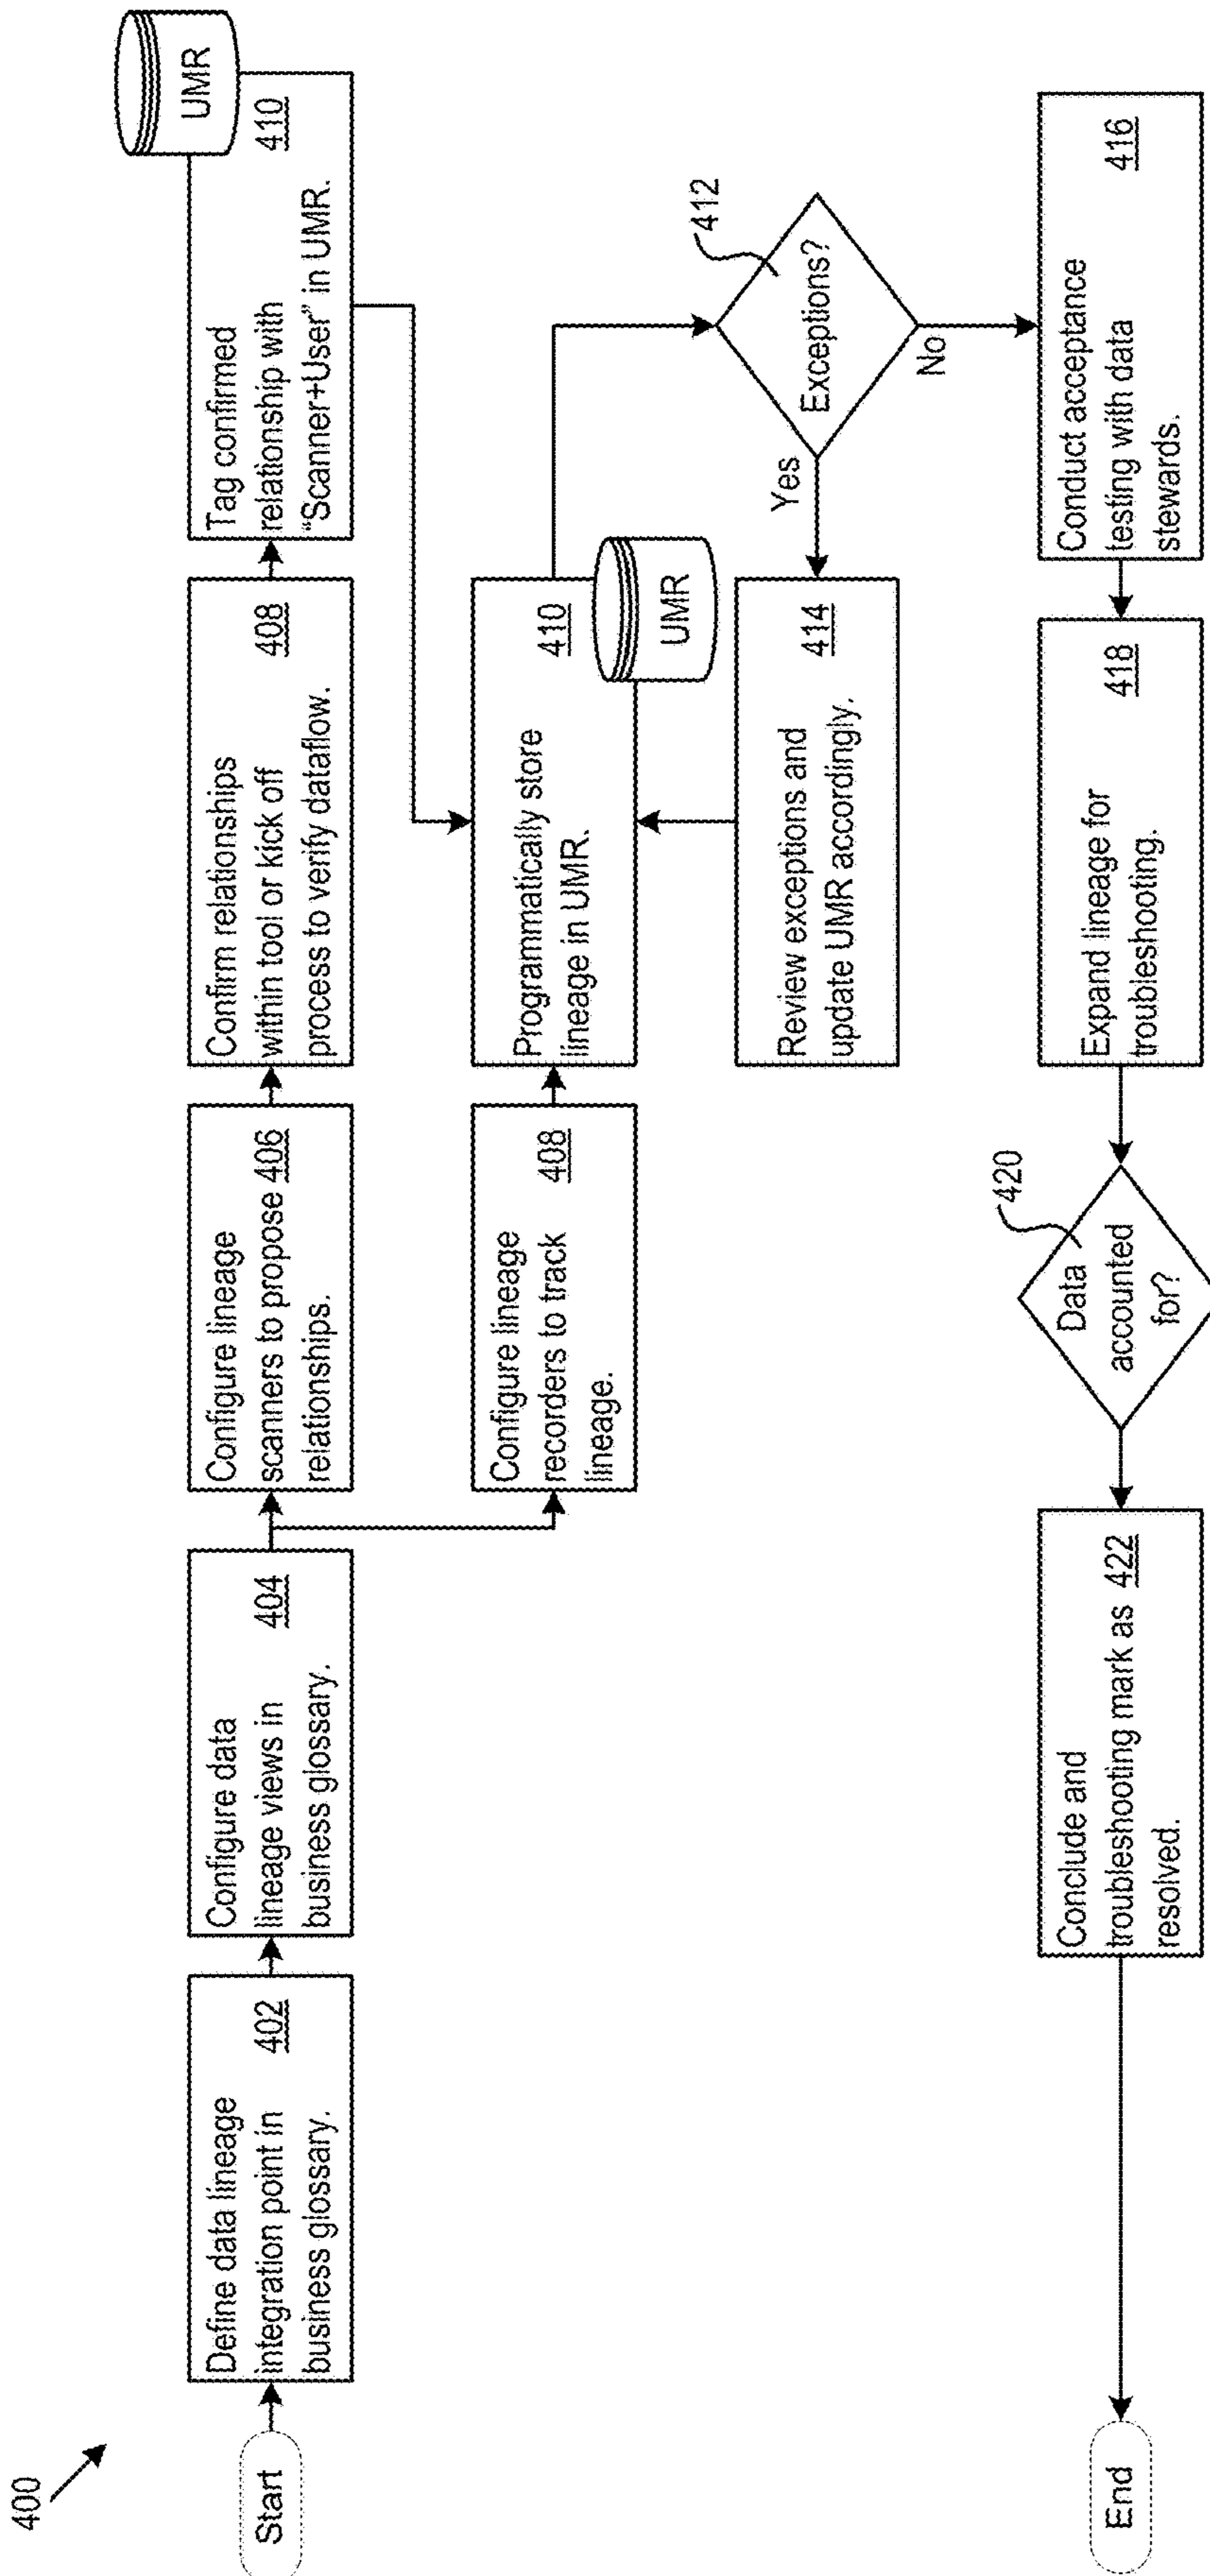 400
Start
Define data lineage
integration point in
business glossary.
402
Configure data
lineage views in
business glossary.
404
Configure lineage
scanners to propose
relationships.
406
Confirm relationships
within tool or kick off
process to verify dataflow.
408
Tag confirmed
relationship with
“Scanner+User” in UMR.
410
UMR
Configure lineage
recorders to track
lineage.
408
Programmatically store
lineage in UMR.
410
UMR
Exceptions?
412
Yes
No
Review exceptions and
update UMR accordingly.
414
Conduct acceptance
testing with data
stewards.
416
Expand lineage for
troubleshooting.
418
Data
accounted
for?
420
Conclude and
troubleshooting mark as
resolved.
422
End